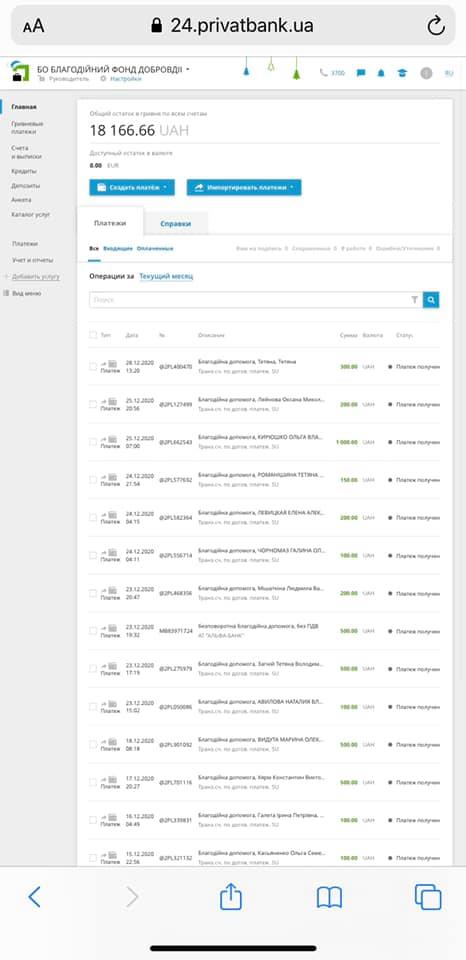 AA 24.privatbank.ua
БО БЛАГОДІЙНИЙ ФОНД ДОБРОВДІІ
Руководитель Настройки
3700
RU
Главная
Гривневые
платежи
Счета
и выписки
Кредиты
Депозиты
Анкета
Каталог услуг
Платежи
Учет и отчеты
Добавить услугу
Вид меню
Общий остаток в гривне по всем счетам
18 166.66 UAH
Доступный остаток в валюте
0.00 EUR
Создать платёж
Импортировать платежи
Платежи Справки
Все Входящие Оплаченные
Вам на подпись 0 Сохраненные 0 В работе 0 Ошибки/Уточнение 0
Операции за Текущий месяц
Поиск
Тип Дата № Описание Сумма Валюта Статус
Платеж 28.12.2020 13:20 @2PL400470 Благодійна допомога, Тетяна, Тетяна 300.00 UAH Платеж получен
Транз.сч. по догов. платеж. SU
Платеж 25.12.2020 20:56 @2PL127499 Благодійна допомога, Лейнова Оксана Микол... 200.00 UAH Платеж получен
Транз.сч. по догов. платеж. SU
Платеж 25.12.2020 07:00 @2PL662543 Благодійна допомога, КИРЮШКО ОЛЬГА ВЛА... 1 000.00 UAH Платеж получен
Транз.сч. по догов. платеж. SU
Платеж 24.12.2020 21:54 @2PL577692 Благодійна допомога, РОМАНИШИНА ТЕТЯНА ... 150.00 UAH Платеж получен
Транз.сч. по догов. платеж. SU
Платеж 24.12.2020 04:15 @2PL582364 Благодійна допомога, ЛЕВИЦКАЯ ЕЛЕНА АЛЕК... 200.00 UAH Платеж получен
Транз.сч. по догов. платеж. SU
Платеж 24.12.2020 04:11 @2PL556714 Благодійна допомога, ЧОРНОМАЗ ГАЛИНА ОЛ... 100.00 UAH Платеж получен
Транз.сч. по догов. платеж. SU
Платеж 23.12.2020 20:47 @2PL468356 Благодійна допомога, Мішаткіна Людмила Ва... 200.00 UAH Платеж получен
Транз.сч. по догов. платеж. SU
Платеж 23.12.2020 19:32 MB83971724 безповоротна благодійна допомога, без ПДВ 500.00 UAH Платеж получен
АТ "АЛЬФА-БАНК"
Платеж 23.12.2020 17:19 @2PL275979 Благодійна допомога, Загній Тетяна Володим... 500.00 UAH Платеж получен
Транз.сч. по догов. платеж. SU
Платеж 23.12.2020 15:02 @2PL050086 Благодійна допомога, АВИЛОВА НАТАЛИЯ ВЛ... 100.00 UAH Платеж получен
Транз.сч. по догов. платеж. SU
Платеж 18.12.2020 08:18 @2PL901092 Благодійна допомога, ВИДУТА МАРИНА ОЛЕК... 500.00 UAH Платеж получен
Транз.сч. по догов. платеж. SU
Платеж 17.12.2020 20:27 @2PL701116 Благодійна допомога, Керм Константин Викто... 500.00 UAH Платеж получен
Транз.сч. по догов. платеж. SU
Платеж 16.12.2020 04:49 @2PL339831 Благодійна допомога, Галета Ірина Петрівна, ... 100.00 UAH Платеж получен
Транз.сч. по догов. платеж. SU
Платеж 15.12.2020 22:56 @2PL321132 Благодійна допомога, Касьяненко Ольга Семе... 100.00 UAH Платеж получен
Транз.сч. по догов. платеж. SU